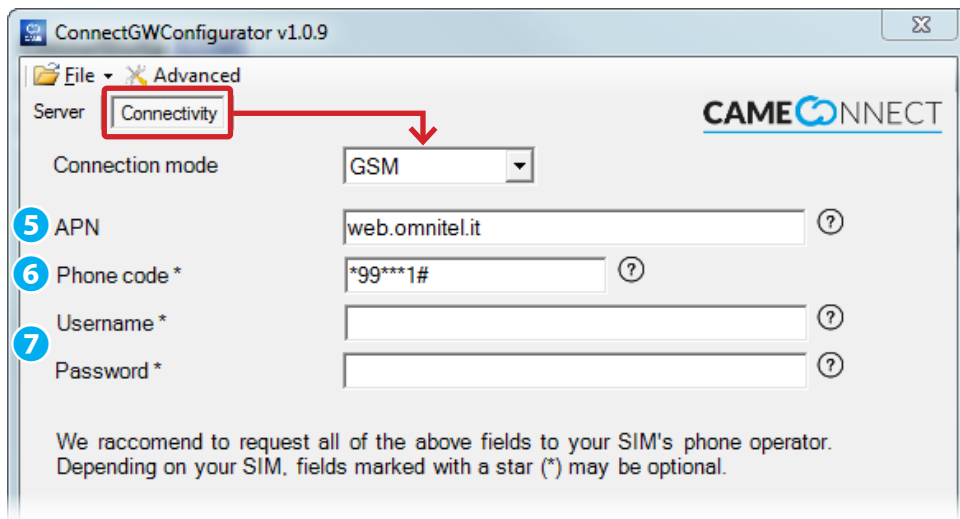 ConnectGWConfigurator v1.0.9
File Advanced
Server Connectivity
CAMECONNECT
Connection mode GSM
5 APN web.omnitel.it ?
6 Phone code * *99***1# ?
Username * ?
7
Password * ?
We raccomend to request all of the above fields to your SIM's phone operator.
Depending on your SIM, fields marked with a star (*) may be optional.